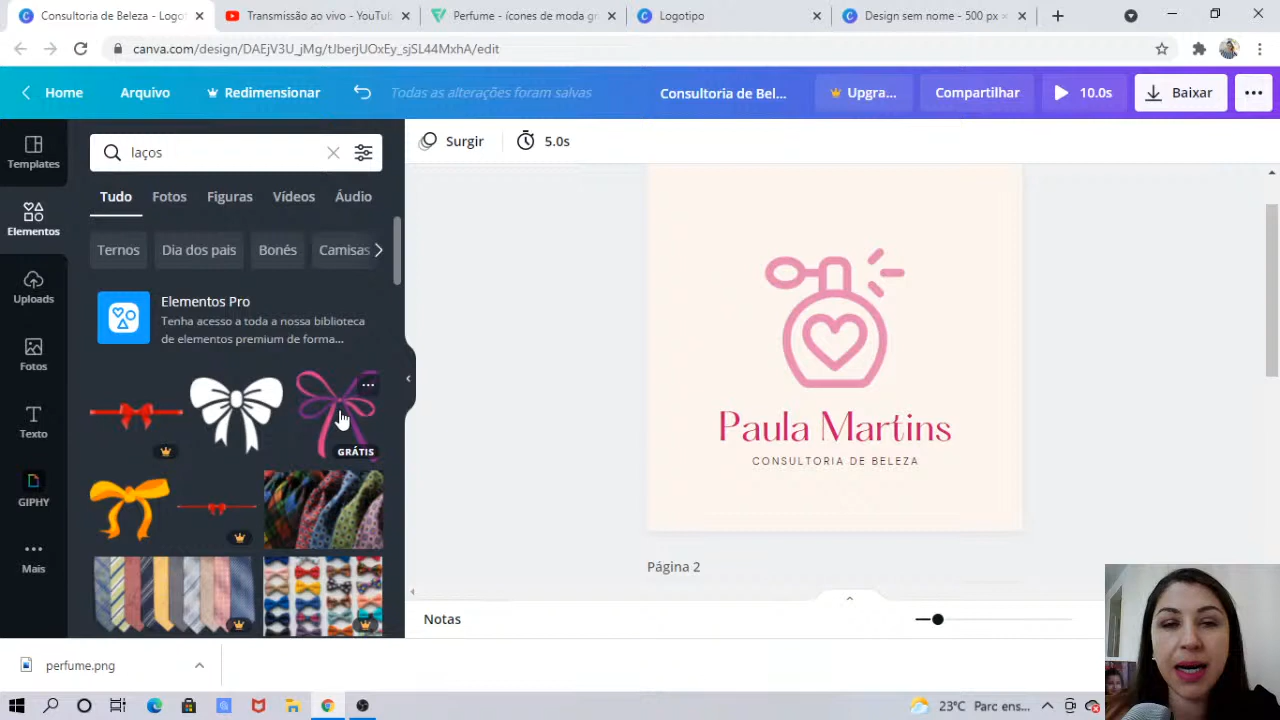 Consultoria de Beleza - Logot
Transmissão ao vivo - YouTub
Perfume - ícones de moda gr
Logotipo
Design sem nome - 500 px ×
canva.com/design/DAEjV3U_jMg/tJberjUOxEy_sjSL44MxhA/edit
Home
Arquivo
Redimensionar
Todas as alterações foram salvas
Consultoria de Bel...
Upgra...
Compartilhar
10.0s
Baixar
Templates
Elementos
Uploads
Fotos
Texto
GIPHY
Mais
laços
Tudo
Fotos
Figuras
Vídeos
Áudio
Ternos
Dia dos pais
Bonés
Camisas
Elementos Pro
Tenha acesso a toda a nossa biblioteca
de elementos premium de forma...
GRÁTIS
Surgir
5.0s
Paula Martins
CONSULTORIA DE BELEZA
Página 2
Notas
perfume.png
23°C Parc ens...